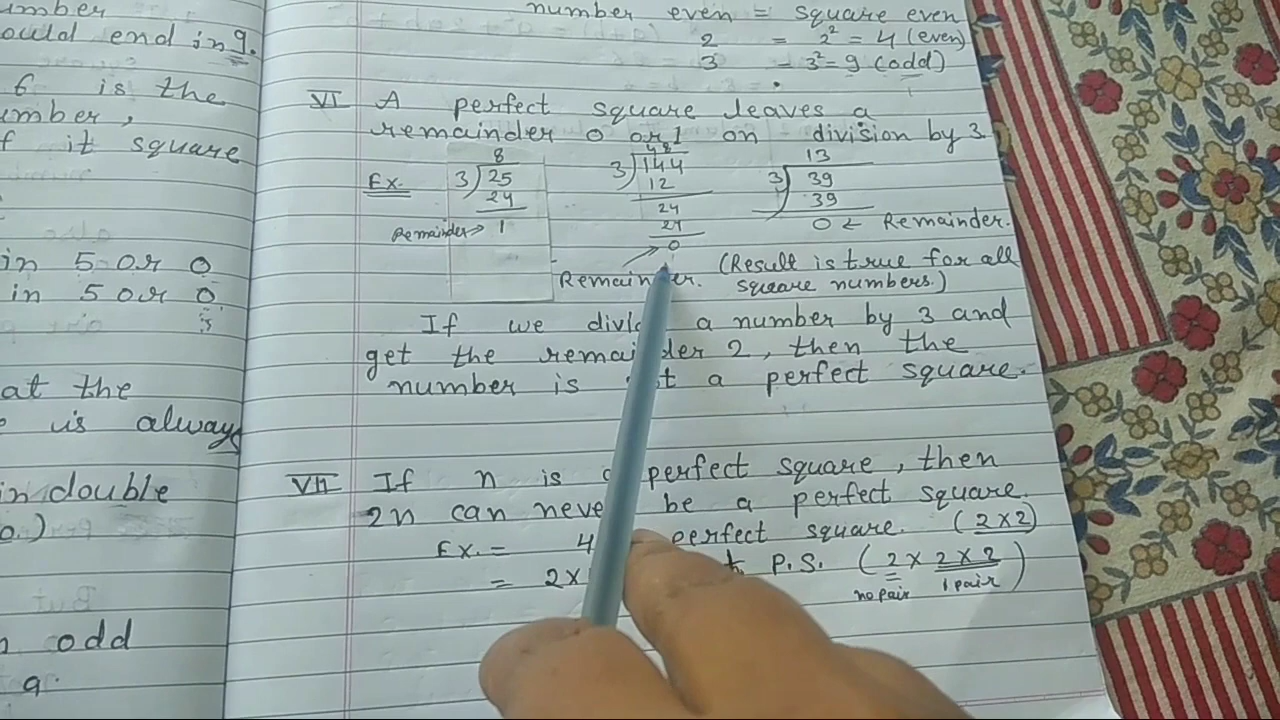 umber
ould end in 9.
6 is the
umber,
f it square
in 5 or 0
in 5 or 0
at the
is always
in double
odd
9.
number even = square even
2 = 2² = 4 (even)
3 - 3² = 9 (odd)
VI A perfect square leaves a
remainder 0 or 1 on division by 3
Ex. 8 48 13
3) 25 3) 144 3) 39
24 12 39
Remainder→ 1 24 0 ← Remainder.
24
0
Remainder. (Result is true for all
square numbers.)
If we divide a number by 3 and
get the remainder 2, then the
number is not a perfect square.
VII If n is a perfect square, then
2n can never be a perfect square.
Ex. = 4 perfect square. (2×2)
= 2× P.S. (2 × 2 × 2)
no pair 1 pair